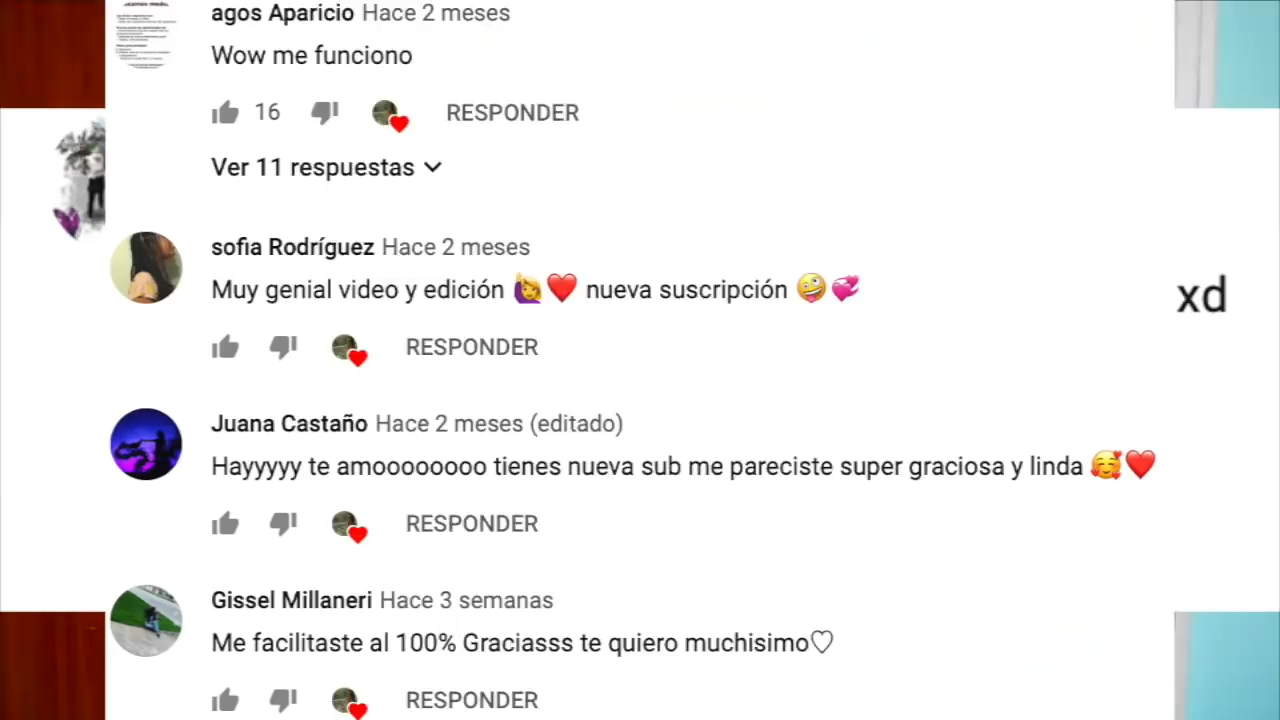 agos Aparicio Hace 2 meses
Wow me funciono
16 RESPONDER
Ver 11 respuestas
sofia Rodríguez Hace 2 meses
Muy genial video y edición 🙋‍♀️❤️ nueva suscripción 🤪💞
xd
RESPONDER
Juana Castaño Hace 2 meses (editado)
Hayyyyy te amoooooooo tienes nueva sub me pareciste super graciosa y linda 🥰❤️
RESPONDER
Gissel Millaneri Hace 3 semanas
Me facilitaste al 100% Graciasss te quiero muchisimo♡
RESPONDER